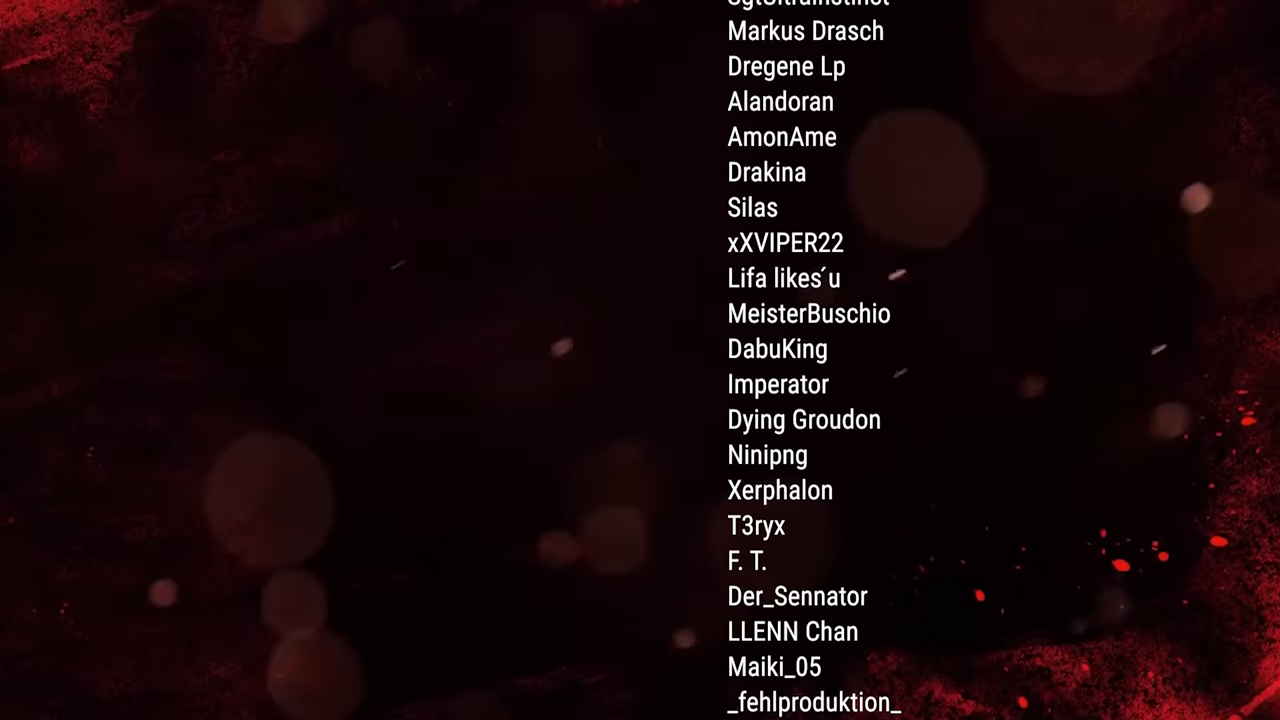 Markus Drasch
Dregene Lp
Alandoran
AmonAme
Drakina
Silas
xXVIPER22
Lifa likes´u
MeisterBuschio
DabuKing
Imperator
Dying Groudon
Ninipng
Xerphalon
T3ryx
F. T.
Der_Sennator
LLENN Chan
Maiki_05
_fehlproduktion_